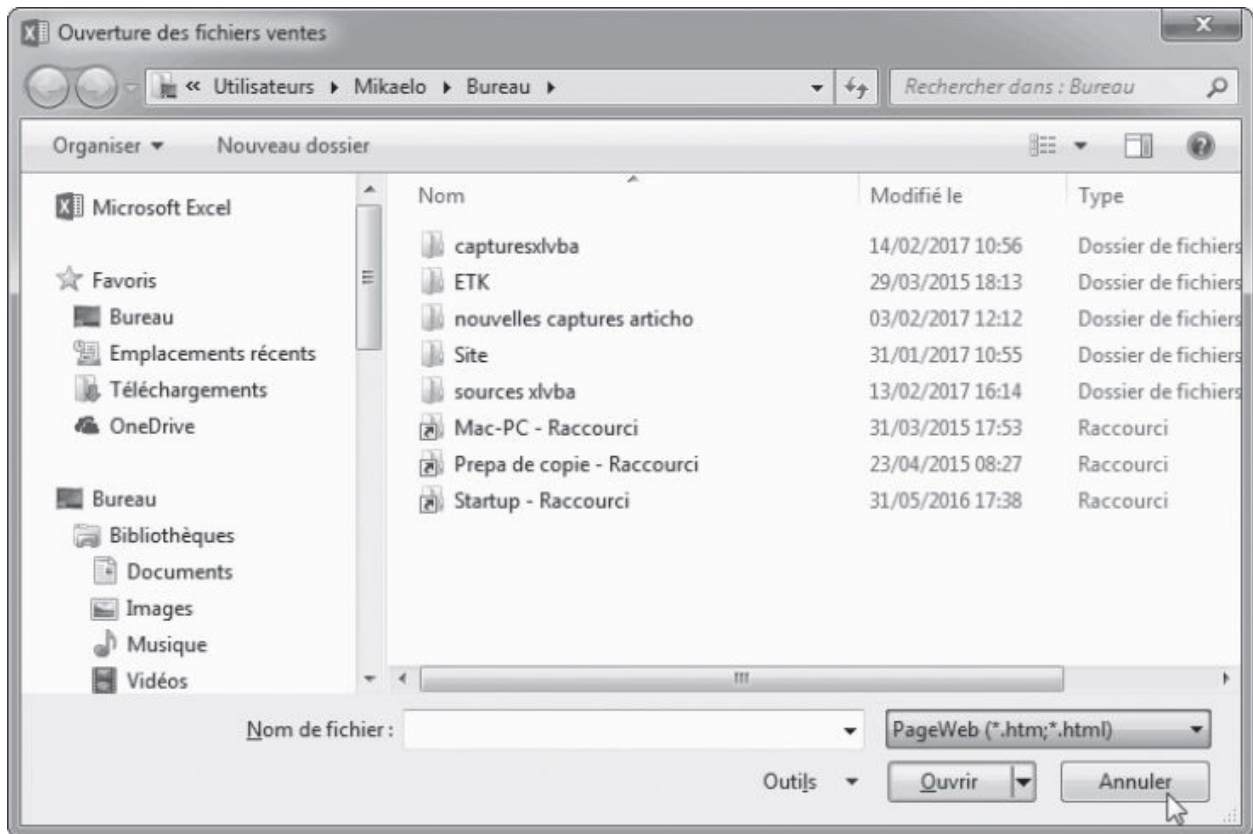 Ouverture des fichiers ventes
« Utilisateurs Mikaelo Bureau
Rechercher dans : Bureau
Organiser Nouveau dossier
Microsoft Excel
Favoris
Bureau
Emplacements récents
Téléchargements
OneDrive
Bureau
Bibliothèques
Documents
Images
Musique
Vidéos
Nom Modifié le Type
capturesxlvba 14/02/2017 10:56 Dossier de fichiers
ETK 29/03/2015 18:13 Dossier de fichiers
nouvelles captures articho 03/02/2017 12:12 Dossier de fichiers
Site 31/01/2017 10:55 Dossier de fichiers
sources xlvba 13/02/2017 16:14 Dossier de fichiers
Mac-PC - Raccourci 31/03/2015 17:53 Raccourci
Prepa de copie - Raccourci 23/04/2015 08:27 Raccourci
Startup - Raccourci 31/05/2016 17:38 Raccourci
Nom de fichier : PageWeb (*.htm;*.html)
Outils Ouvrir Annuler